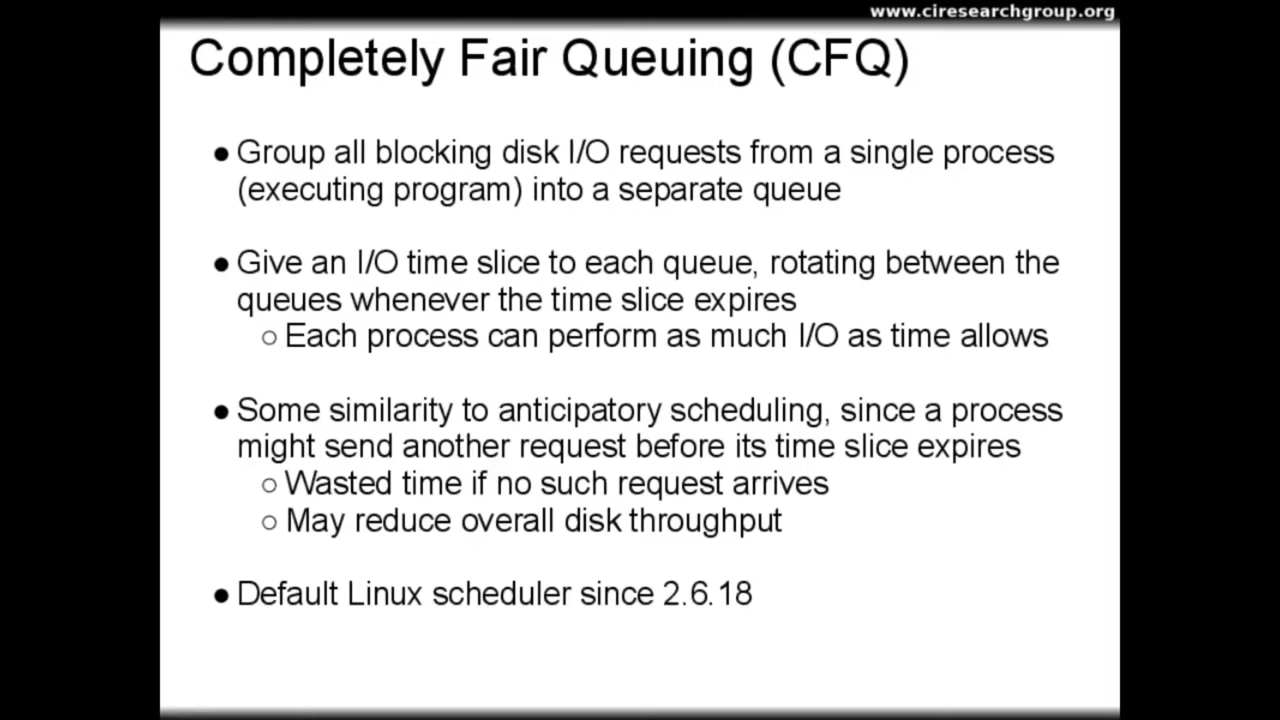 www.ciresearchgroup.org
Completely Fair Queuing (CFQ)
● Group all blocking disk I/O requests from a single process
(executing program) into a separate queue
● Give an I/O time slice to each queue, rotating between the
queues whenever the time slice expires
○ Each process can perform as much I/O as time allows
● Some similarity to anticipatory scheduling, since a process
might send another request before its time slice expires
○ Wasted time if no such request arrives
○ May reduce overall disk throughput
● Default Linux scheduler since 2.6.18